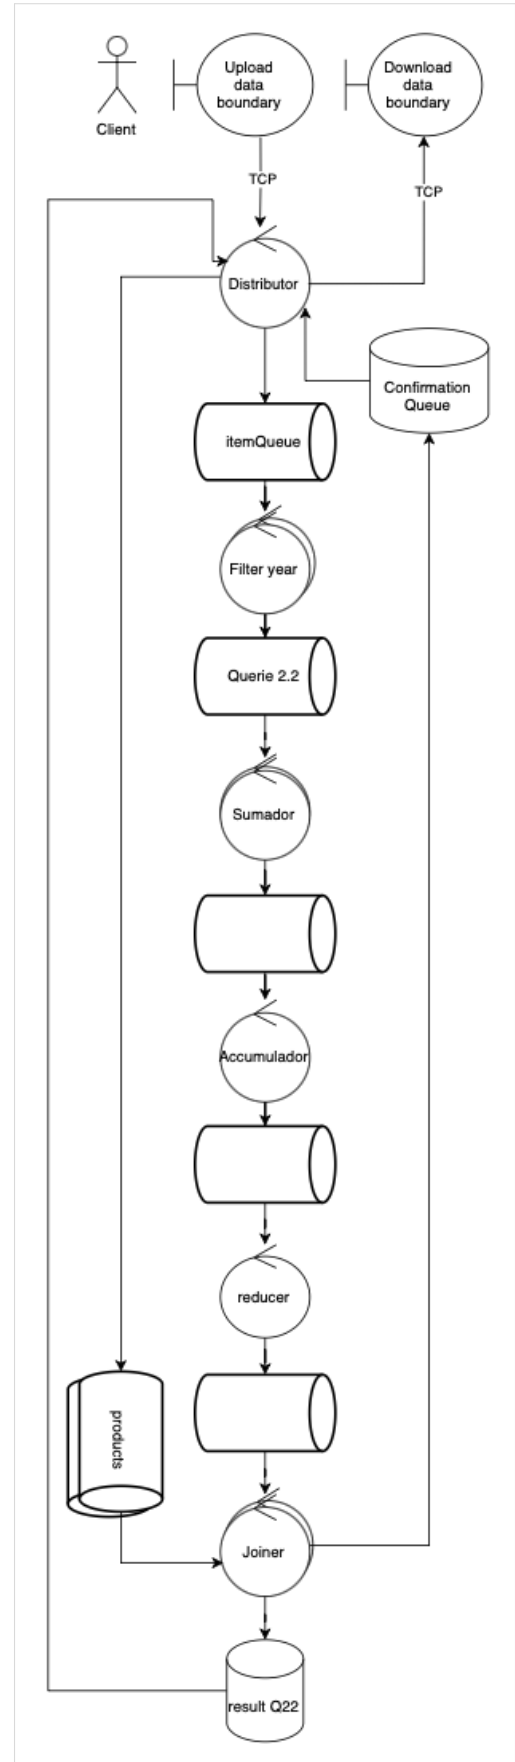 Client
Upload
data
boundary
Download
data
boundary
TCP
TCP
Distributor
Confirmation
Queue
itemQueue
Filter year
Querie 2.2
Sumador
Accumulador
reducer
products
Joiner
result Q22